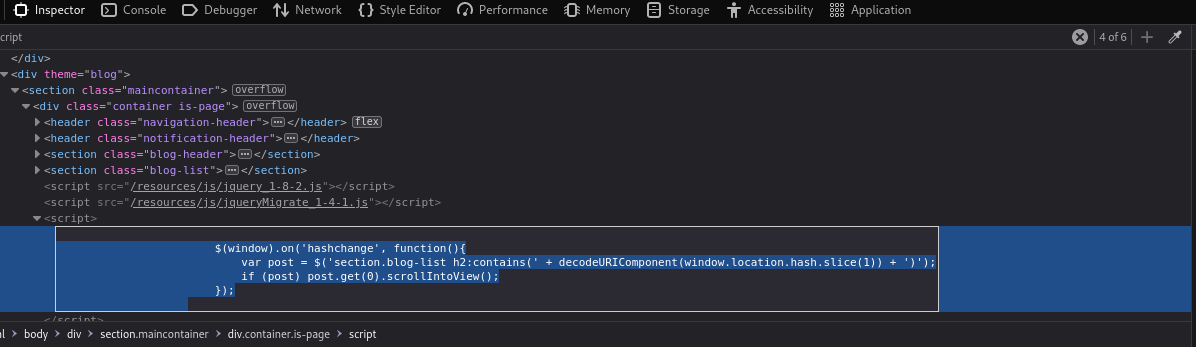 Inspector Console Debugger Network Style Editor Performance Memory Storage Accessibility Application
cript 4 of 6
</div>
<div theme="blog">
<section class="maincontainer"> overflow
<div class="container is-page"> overflow
<header class="navigation-header"> </header> flex
<header class="notification-header"> </header>
<section class="blog-header"> </section>
<section class="blog-list"> </section>
<script src="/resources/js/jquery_1-8-2.js"></script>
<script src="/resources/js/jqueryMigrate_1-4-1.js"></script>
<script>
$(window).on('hashchange', function(){
var post = $('section.blog-list h2:contains(' + decodeURIComponent(window.location.hash.slice(1)) + ')');
if (post) post.get(0).scrollIntoView();
});
</script>
l body div section.maincontainer div.container.is-page script